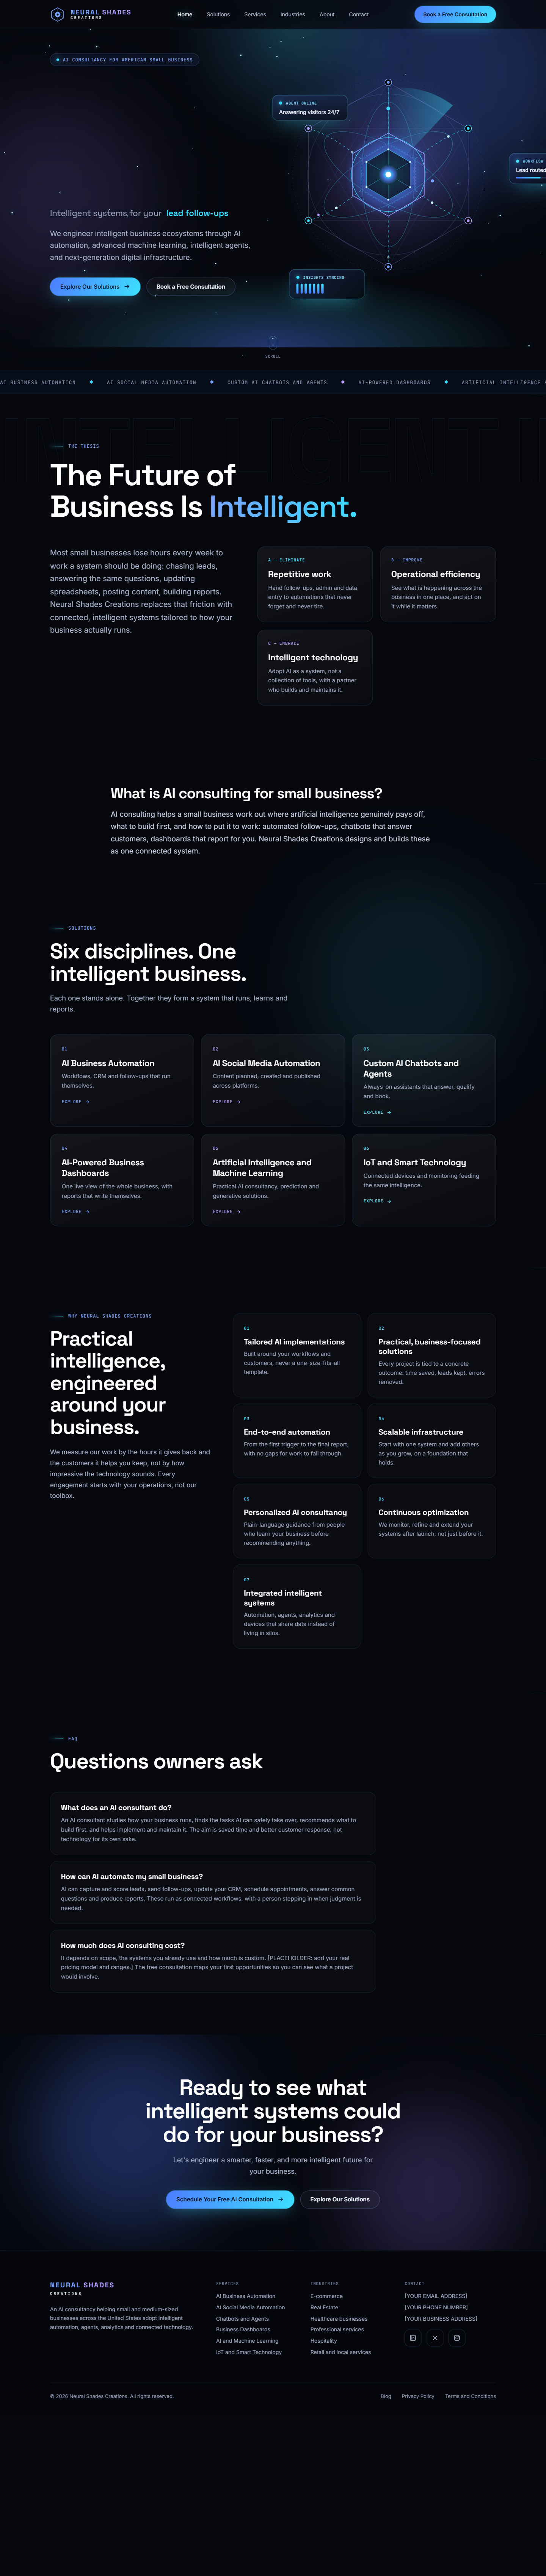 NEURAL SHADES
CREATIONS
Home
Solutions
Services
Industries
About
Contact
Book a Free Consultation
AI CONSULTANCY FOR AMERICAN SMALL BUSINESS
AGENT ONLINE
Answering visitors 24/7
WORKFLOW
Lead routed
Intelligent systems, for your lead follow-ups
We engineer intelligent business ecosystems through AI
automation, advanced machine learning, intelligent agents,
and next-generation digital infrastructure.
Explore Our Solutions →
Book a Free Consultation
INSIGHTS SYNCING
SCROLL
AI BUSINESS AUTOMATION ◆ AI SOCIAL MEDIA AUTOMATION ◆ CUSTOM AI CHATBOTS AND AGENTS ◆ AI-POWERED DASHBOARDS ◆ ARTIFICIAL INTELLIGENCE A
INTELLIGENT
THE THESIS
The Future of
Business Is Intelligent.
Most small businesses lose hours every week to
work a system should be doing: chasing leads,
answering the same questions, updating
spreadsheets, posting content, building reports.
Neural Shades Creations replaces that friction with
connected, intelligent systems tailored to how your
business actually runs.
A — ELIMINATE
Repetitive work
Hand follow-ups, admin and data
entry to automations that never
forget and never tire.
B — IMPROVE
Operational efficiency
See what is happening across the
business in one place, and act on
it while it matters.
C — EMBRACE
Intelligent technology
Adopt AI as a system, not a
collection of tools, with a partner
who builds and maintains it.
What is AI consulting for small business?
AI consulting helps a small business work out where artificial intelligence genuinely pays off,
what to build first, and how to put it to work: automated follow-ups, chatbots that answer
customers, dashboards that report for you. Neural Shades Creations designs and builds these
as one connected system.
SOLUTIONS
Six disciplines. One
intelligent business.
Each one stands alone. Together they form a system that runs, learns and
reports.
01
AI Business Automation
Workflows, CRM and follow-ups that run
themselves.
EXPLORE →
02
AI Social Media Automation
Content planned, created and published
across platforms.
EXPLORE →
03
Custom AI Chatbots and
Agents
Always-on assistants that answer, qualify
and book.
EXPLORE →
04
AI-Powered Business
Dashboards
One live view of the whole business, with
reports that write themselves.
EXPLORE →
05
Artificial Intelligence and
Machine Learning
Practical AI consultancy, prediction and
generative solutions.
EXPLORE →
06
IoT and Smart Technology
Connected devices and monitoring feeding
the same intelligence.
EXPLORE →
WHY NEURAL SHADES CREATIONS
Practical
intelligence,
engineered
around your
business.
We measure our work by the hours it gives back and
the customers it helps you keep, not by how
impressive the technology sounds. Every
engagement starts with your operations, not our
toolbox.
01
Tailored AI implementations
Built around your workflows and
customers, never a one-size-fits-all
template.
02
Practical, business-focused
solutions
Every project is tied to a concrete
outcome: time saved, leads kept, errors
removed.
03
End-to-end automation
From the first trigger to the final report,
with no gaps for work to fall through.
04
Scalable infrastructure
Start with one system and add others
as you grow, on a foundation that
holds.
05
Personalized AI consultancy
Plain-language guidance from people
who learn your business before
recommending anything.
06
Continuous optimization
We monitor, refine and extend your
systems after launch, not just before it.
07
Integrated intelligent
systems
Automation, agents, analytics and
devices that share data instead of
living in silos.
FAQ
Questions owners ask
What does an AI consultant do?
An AI consultant studies how your business runs, finds the tasks AI can safely take over, recommends what to
build first, and helps implement and maintain it. The aim is saved time and better customer response, not
technology for its own sake.
How can AI automate my small business?
AI can capture and score leads, send follow-ups, update your CRM, schedule appointments, answer common
questions and produce reports. These run as connected workflows, with a person stepping in when judgment is
needed.
How much does AI consulting cost?
It depends on scope, the systems you already use and how much is custom. [PLACEHOLDER: add your real
pricing model and ranges.] The free consultation maps your first opportunities so you can see what a project
would involve.
Ready to see what
intelligent systems could
do for your business?
Let's engineer a smarter, faster, and more intelligent future for
your business.
Schedule Your Free AI Consultation →
Explore Our Solutions
NEURAL SHADES
CREATIONS
An AI consultancy helping small and medium-sized
businesses across the United States adopt intelligent
automation, agents, analytics and connected technology.
SERVICES
AI Business Automation
AI Social Media Automation
Chatbots and Agents
Business Dashboards
AI and Machine Learning
IoT and Smart Technology
INDUSTRIES
E-commerce
Real Estate
Healthcare businesses
Professional services
Hospitality
Retail and local services
CONTACT
[YOUR EMAIL ADDRESS]
[YOUR PHONE NUMBER]
[YOUR BUSINESS ADDRESS]
© 2026 Neural Shades Creations. All rights reserved.
Blog
Privacy Policy
Terms and Conditions